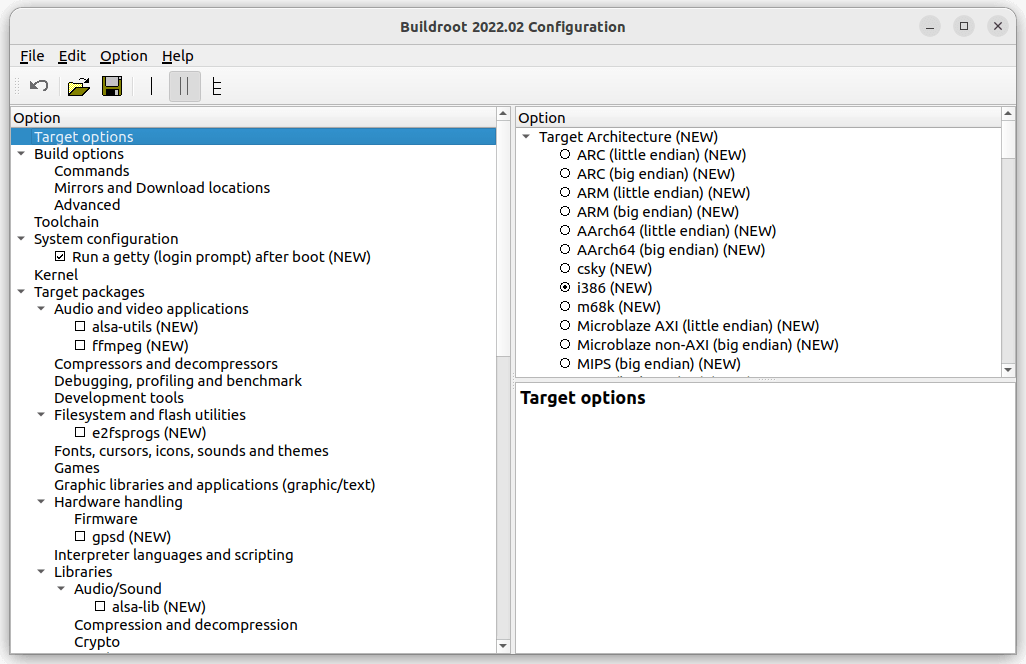 Buildroot 2022.02 Configuration
File Edit Option Help
Option
Target options
Build options
Commands
Mirrors and Download locations
Advanced
Toolchain
System configuration
Run a getty (login prompt) after boot (NEW)
Kernel
Target packages
Audio and video applications
alsa-utils (NEW)
ffmpeg (NEW)
Compressors and decompressors
Debugging, profiling and benchmark
Development tools
Filesystem and flash utilities
e2fsprogs (NEW)
Fonts, cursors, icons, sounds and themes
Games
Graphic libraries and applications (graphic/text)
Hardware handling
Firmware
gpsd (NEW)
Interpreter languages and scripting
Libraries
Audio/Sound
alsa-lib (NEW)
Compression and decompression
Crypto
Option
Target Architecture (NEW)
ARC (little endian) (NEW)
ARC (big endian) (NEW)
ARM (little endian) (NEW)
ARM (big endian) (NEW)
AArch64 (little endian) (NEW)
AArch64 (big endian) (NEW)
csky (NEW)
i386 (NEW)
m68k (NEW)
Microblaze AXI (little endian) (NEW)
Microblaze non-AXI (big endian) (NEW)
MIPS (big endian) (NEW)
Target options